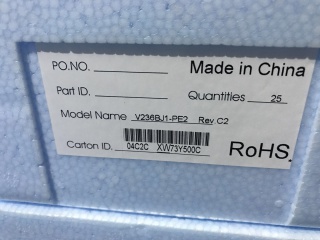 PO.NO. Made in China
Part ID. Quantities 25
Model Name V236BJ1-PE2 Rev.C2
Carton ID. 04C2C XW73Y500C RoHS